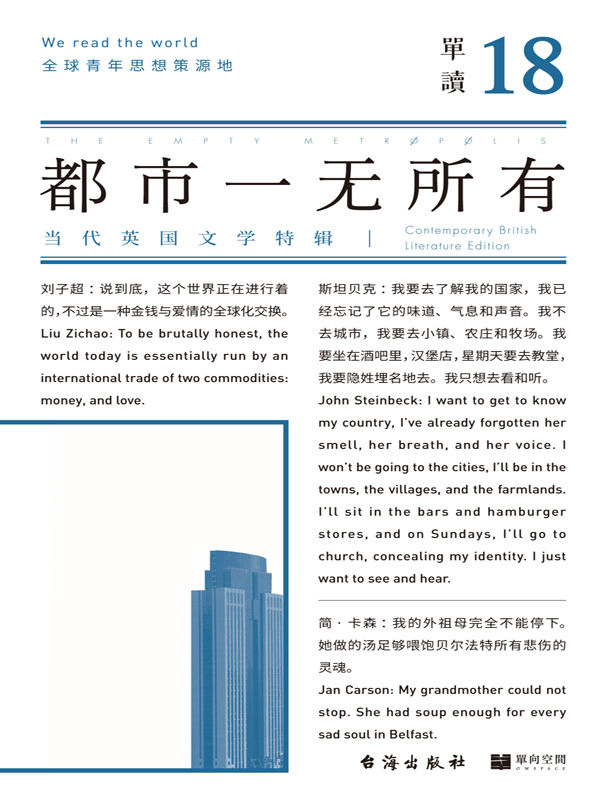 We read the world
全球青年思想策源地
單讀 18
THE EMPTY METRØPØLIS
都市一无所有
当代英国文学特辑 |
Contemporary British
Literature Edition
刘子超：说到底，这个世界正在进行着
的，不过是一种金钱与爱情的全球化交换。
Liu Zichao: To be brutally honest, the
world today is essentially run by an
international trade of two commodities:
money, and love.
斯坦贝克：我要去了解我的国家，我已
经忘记了它的味道、气息和声音。我不
去城市，我要去小镇、农庄和牧场。我
要坐在酒吧里，汉堡店，星期天要去教堂，
我要隐姓埋名地去。我只想去看和听。
John Steinbeck: I want to get to know
my country, I've already forgotten her
smell, her breath, and her voice. I
won't be going to the cities, I'll be in the
towns, the villages, and the farmlands.
I'll sit in the bars and hamburger
stores, and on Sundays, I'll go to
church, concealing my identity. I just
want to see and hear.
简·卡森：我的外祖母完全不能停下。
她做的汤足够喂饱贝尔法特所有悲伤的
灵魂。
Jan Carson: My grandmother could not
stop. She had soup enough for every
sad soul in Belfast.
台海出版社
單向空間
OWSPACE